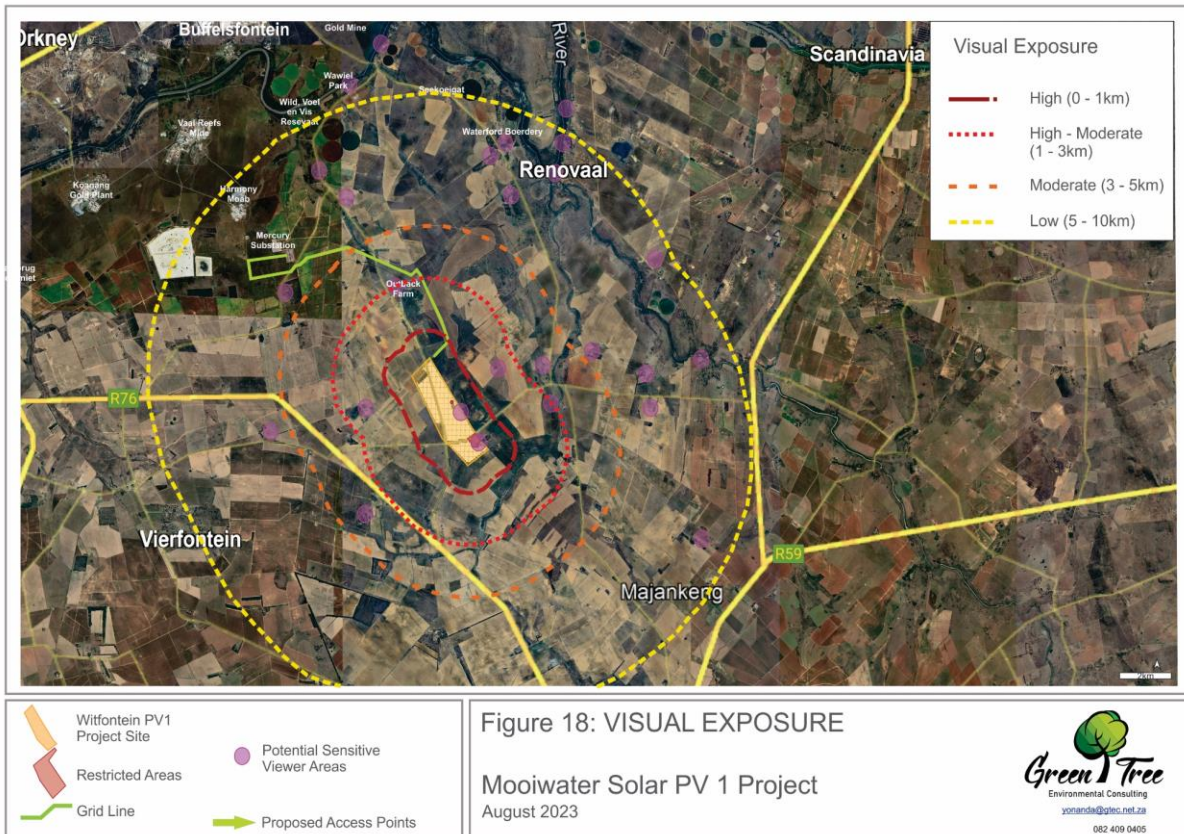 Orkney
Buffelsfontein
Gold Mine
River
Scandinavia
Wawiel
Park
Wild, Voel
en Vis
Resevaat
Vaal Reefs
Mine
Waterford Boerdery
Renovaal
Koanang
Gold Plant
Harmony
Moab
Mercury
Substation
Outback
Farm
R76
Vierfontein
R59
Majankeng
2km
Visual Exposure
High (0 - 1km)
High - Moderate
(1 - 3km)
Moderate (3 - 5km)
Low (5 - 10km)
Witfontein PV1
Project Site
Restricted Areas
Grid Line
Potential Sensitive
Viewer Areas
Proposed Access Points
Figure 18: VISUAL EXPOSURE
Mooiwater Solar PV 1 Project
August 2023
Green Tree
Environmental Consulting
yonanda@gtec.net.za
082 409 0405